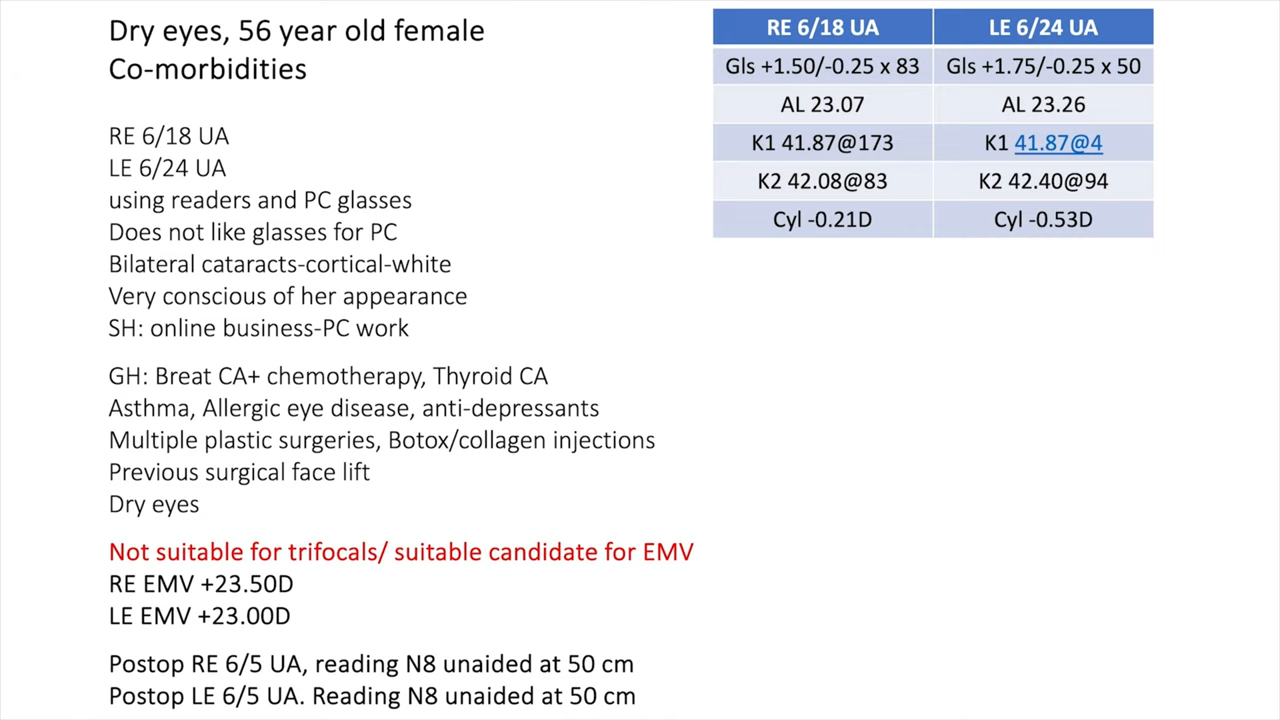 Dry eyes, 56 year old female
Co-morbidities
RE 6/18 UA
LE 6/24 UA
using readers and PC glasses
Does not like glasses for PC
Bilateral cataracts-cortical-white
Very conscious of her appearance
SH: online business-PC work
GH: Breat CA+ chemotherapy, Thyroid CA
Asthma, Allergic eye disease, anti-depressants
Multiple plastic surgeries, Botox/collagen injections
Previous surgical face lift
Dry eyes
Not suitable for trifocals/ suitable candidate for EMV
RE EMV +23.50D
LE EMV +23.00D
Postop RE 6/5 UA, reading N8 unaided at 50 cm
Postop LE 6/5 UA. Reading N8 unaided at 50 cm
RE 6/18 UA LE 6/24 UA
Gls +1.50/-0.25 x 83 Gls +1.75/-0.25 x 50
AL 23.07 AL 23.26
K1 41.87@173 K1 41.87@4
K2 42.08@83 K2 42.40@94
Cyl -0.21D Cyl -0.53D